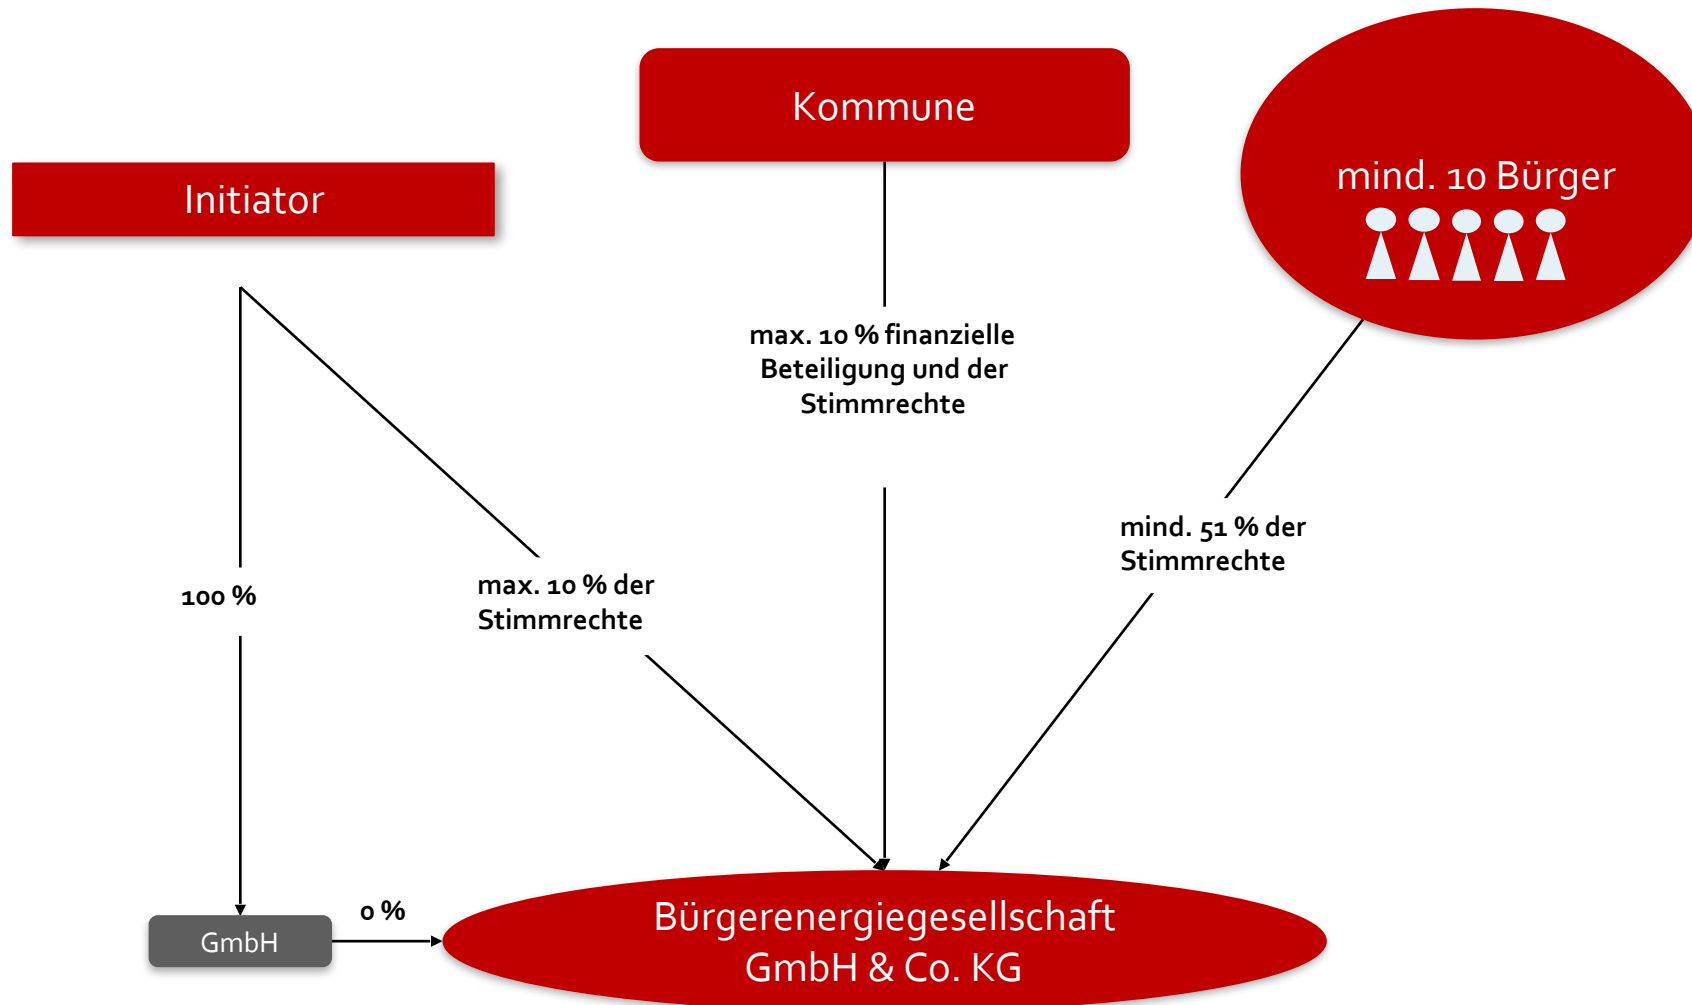 Kommune
Initiator
mind. 10 Bürger
max. 10 % finanzielle
Beteiligung und der
Stimmrechte
mind. 51 % der
Stimmrechte
100 %
max. 10 % der
Stimmrechte
0 %
GmbH
Bürgerenergiegesellschaft
GmbH & Co. KG